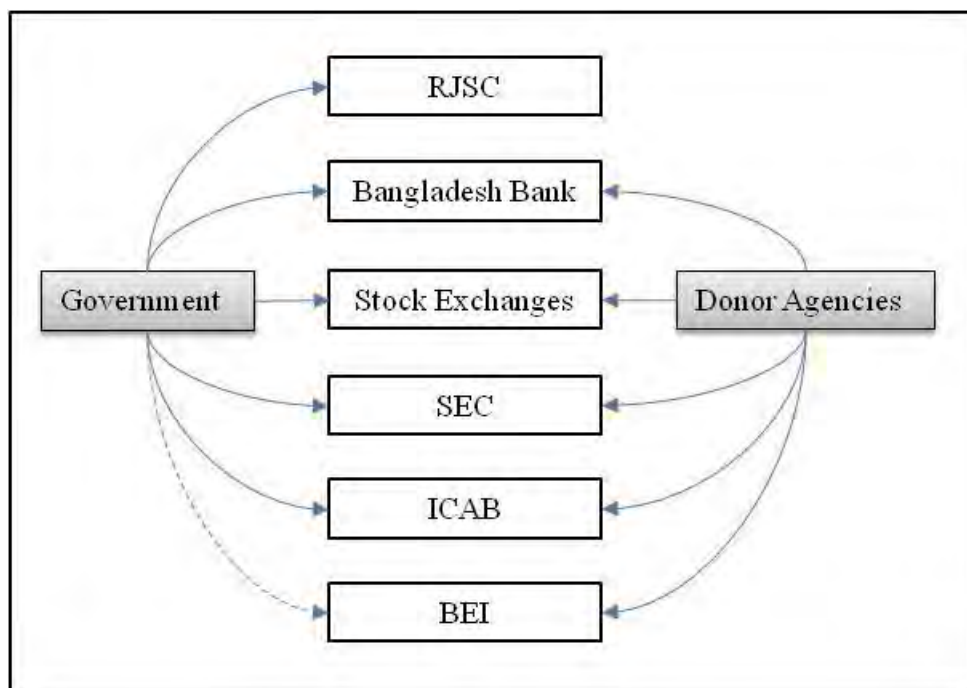 RJSC
Bangladesh Bank
Government
Stock Exchanges
Donor Agencies
SEC
ICAB
BEI